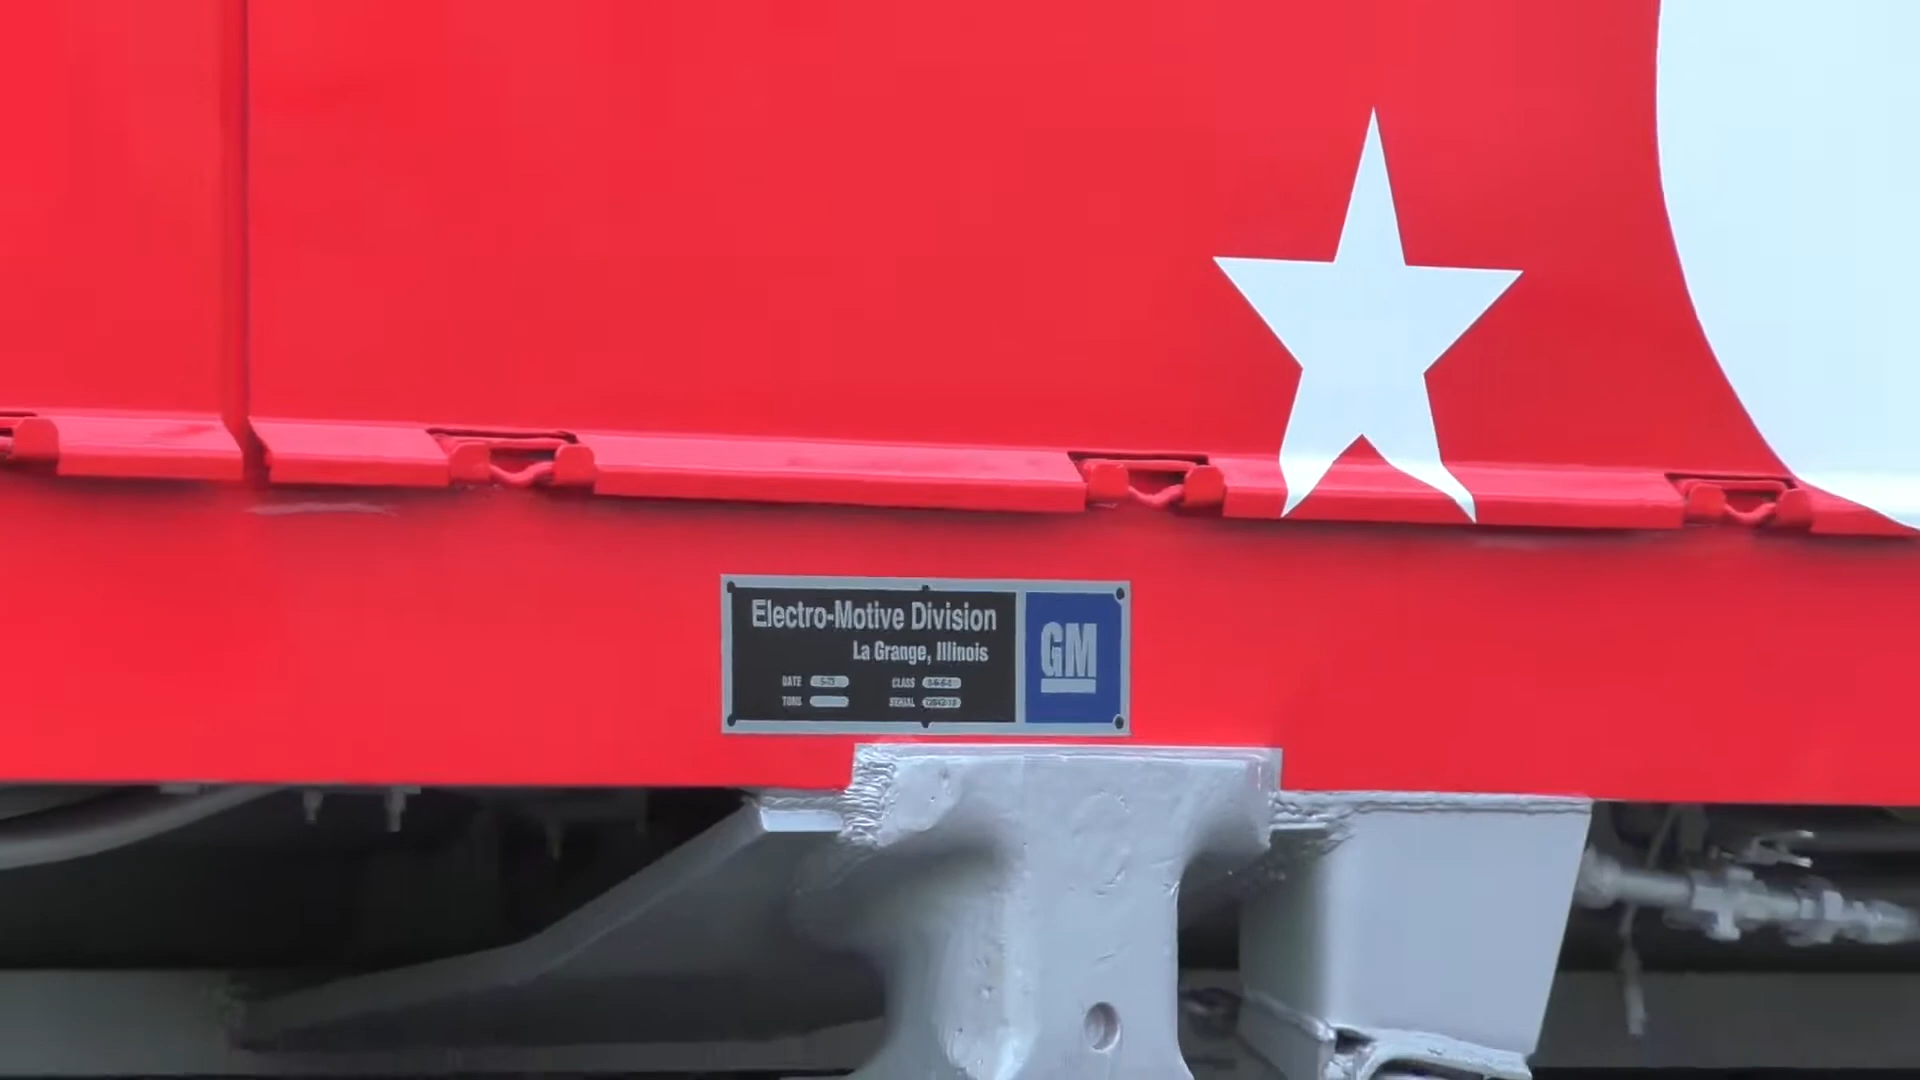 Electro-Motive Division
La Grange, Illinois
GM
DATE CLASS
TONS SERIAL